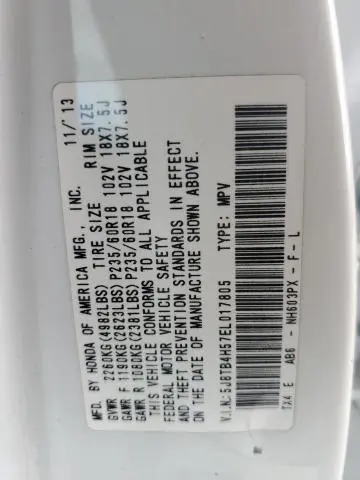 MFD. BY HONDA OF AMERICA MFG., INC. 11/'13
TIRE SIZE RIM SIZE
GVWR 2260KG(4982LBS)
GAWR F 1190KG(2623LBS) P235/60R18 102V 18X7.5J
GAWR R 1080KG(2381LBS) P235/60R18 102V 18X7.5J
THIS VEHICLE CONFORMS TO ALL APPLICABLE
FEDERAL MOTOR VEHICLE SAFETY
AND THEFT PREVENTION STANDARDS IN EFFECT
ON THE DATE OF MANUFACTURE SHOWN ABOVE.
V.I.N: 5J8TB4H57EL017805 TYPE: MPV
TX4 E AB6 - NH603PX - F - L